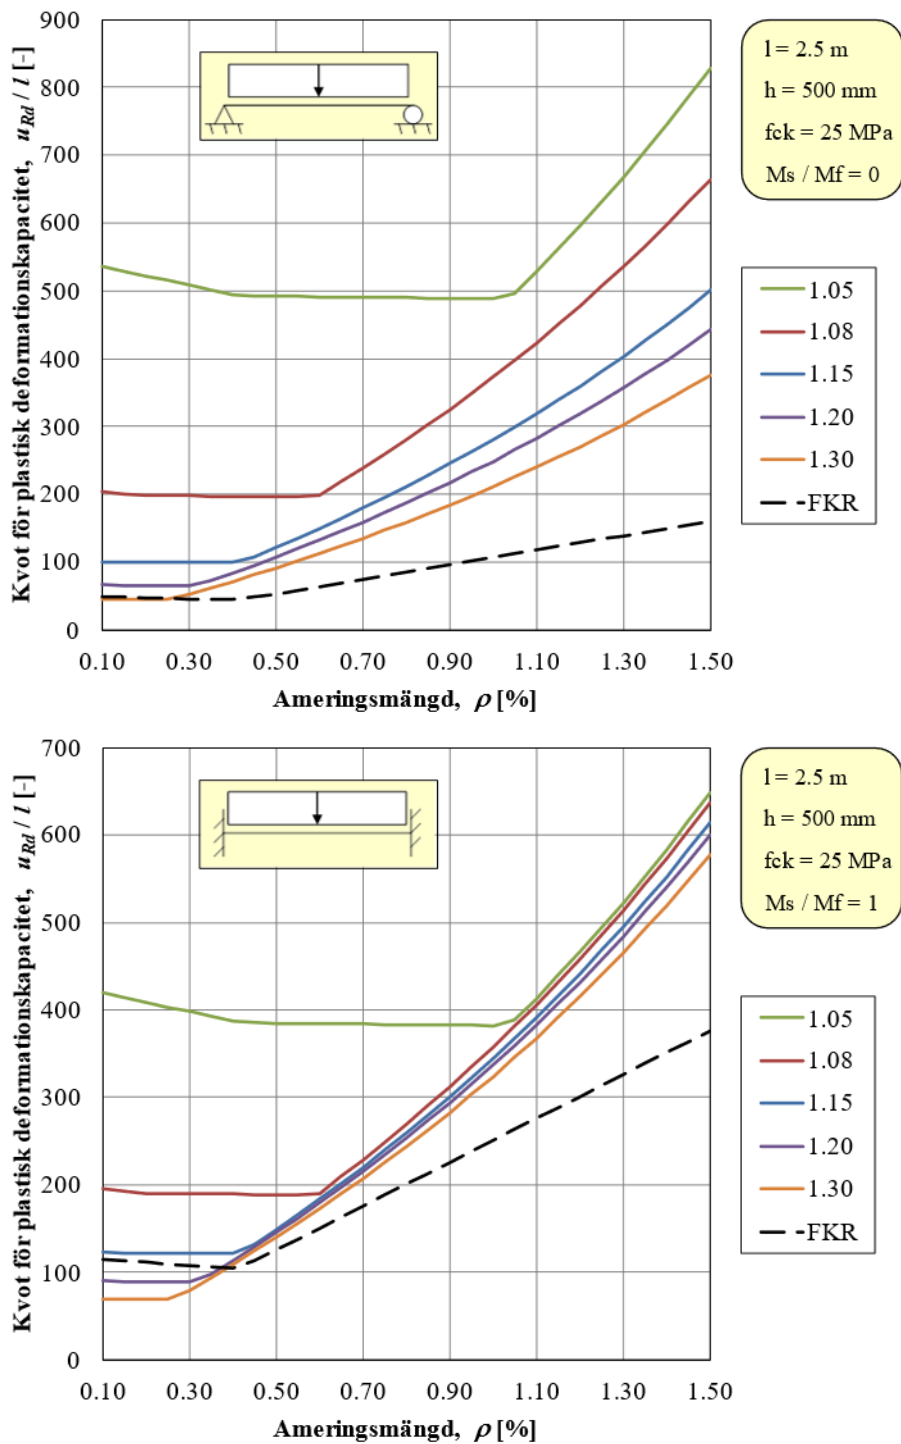 Kvot för plastisk deformationskapacitet, u_Rd / l [-]
900
800
700
600
500
400
300
200
100
0
0.10 0.30 0.50 0.70 0.90 1.10 1.30 1.50
Ameringsmängd, ρ [%]
l = 2.5 m
h = 500 mm
fck = 25 MPa
Ms / Mf = 0
1.05
1.08
1.15
1.20
1.30
FKR
Kvot för plastisk deformationskapacitet, u_Rd / l [-]
700
600
500
400
300
200
100
0
0.10 0.30 0.50 0.70 0.90 1.10 1.30 1.50
Ameringsmängd, ρ [%]
l = 2.5 m
h = 500 mm
fck = 25 MPa
Ms / Mf = 1
1.05
1.08
1.15
1.20
1.30
FKR